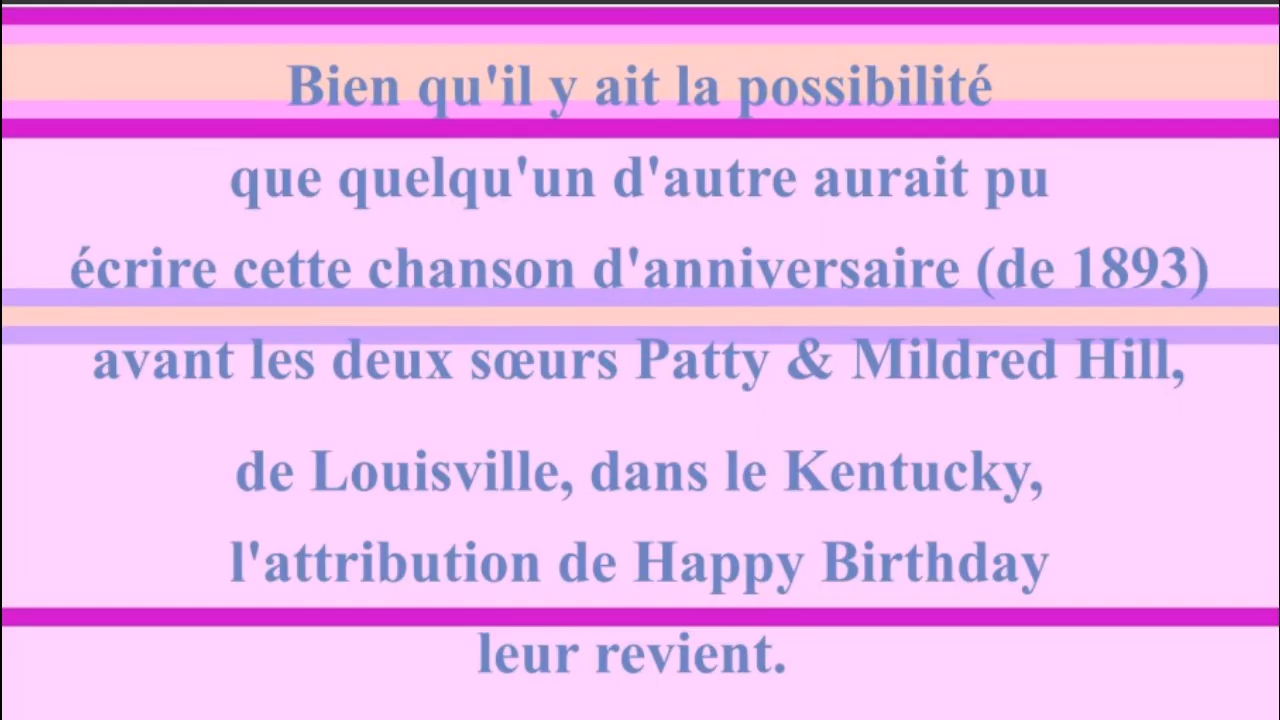 Bien qu'il y ait la possibilité
que quelqu'un d'autre aurait pu
écrire cette chanson d'anniversaire (de 1893)
avant les deux sœurs Patty & Mildred Hill,
de Louisville, dans le Kentucky,
l'attribution de Happy Birthday
leur revient.